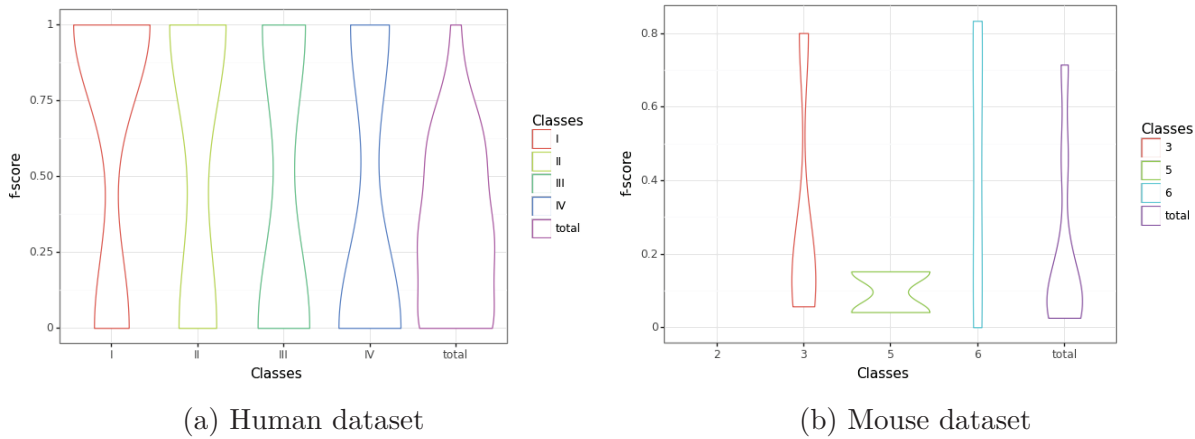 1
0.75
0.50
0.25
0
f-score
I
II
III
IV
total
Classes
Classes
I
II
III
IV
total
(a) Human dataset
0.8
0.6
0.4
0.2
0
f-score
2
3
5
6
total
Classes
Classes
3
5
6
total
(b) Mouse dataset